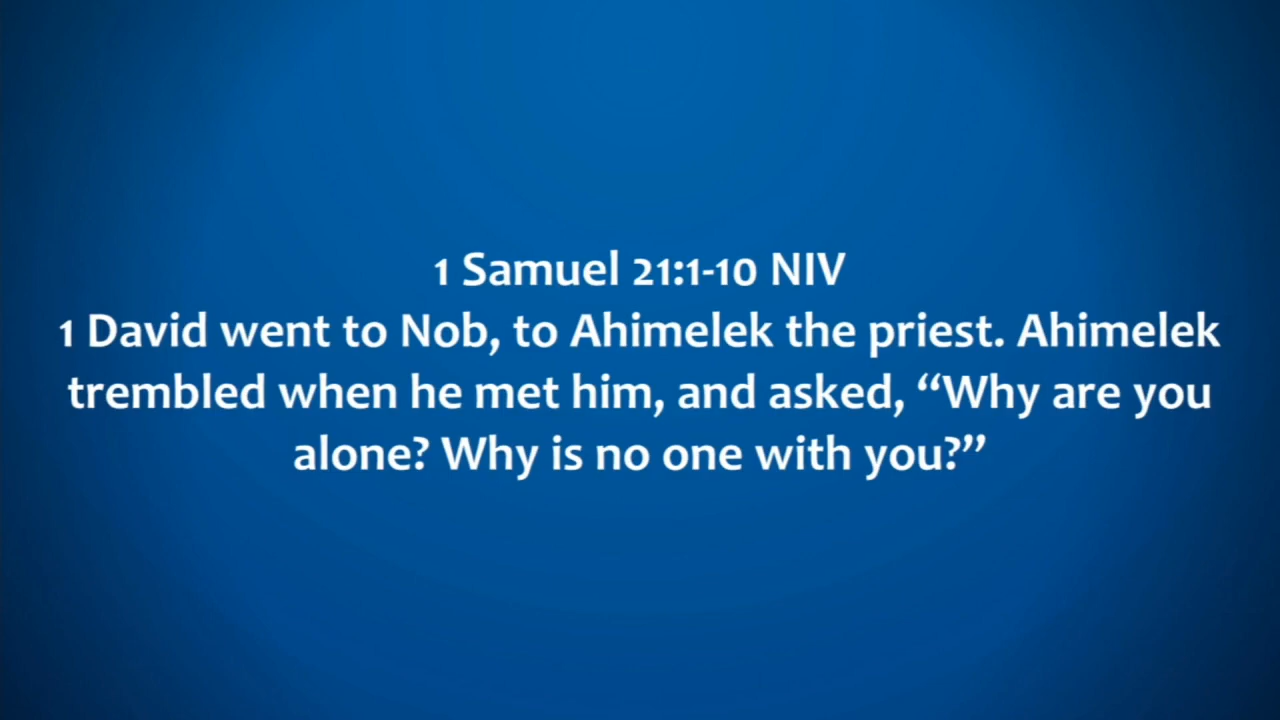 1 Samuel 21:1-10 NIV
1 David went to Nob, to Ahimelek the priest. Ahimelek
trembled when he met him, and asked, “Why are you
alone? Why is no one with you?”